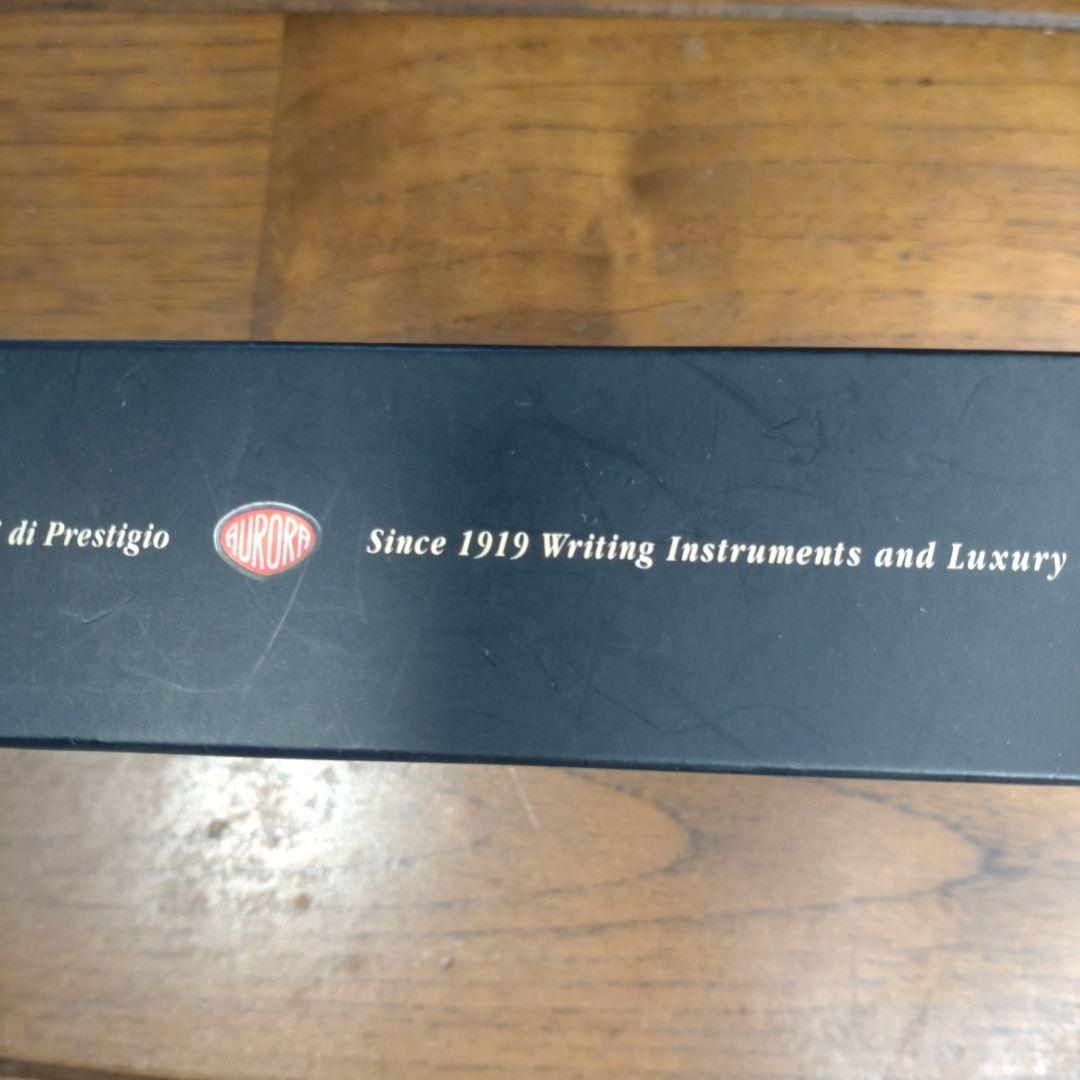 di Prestigio AURORA Since 1919 Writing Instruments and Luxury